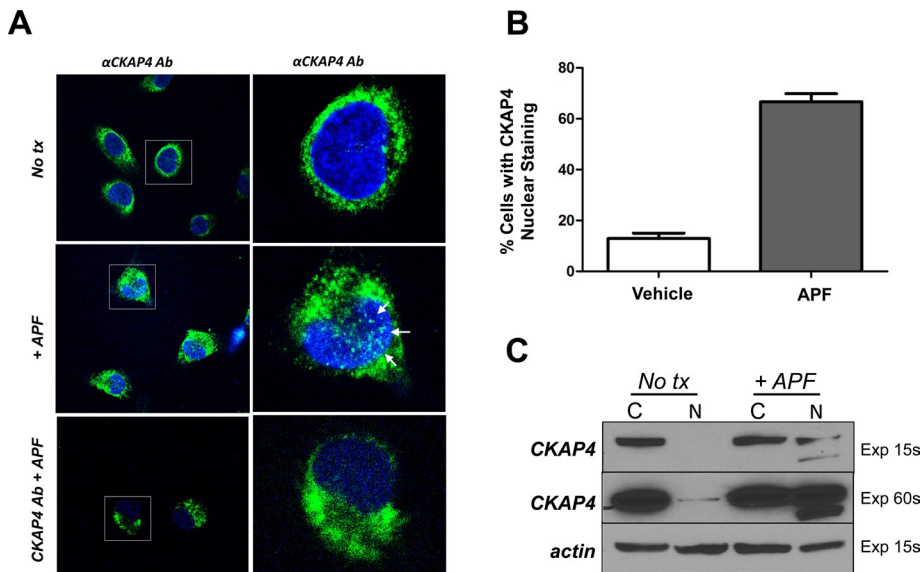 A
αCKAP4 Ab αCKAP4 Ab
No tx
+ APF
CKAP4 Ab + APF
B
% Cells with CKAP4
Nuclear Staining
80
60
40
20
0
Vehicle APF
C
No tx + APF
C N C N
CKAP4 Exp 15s
CKAP4 Exp 60s
actin Exp 15s